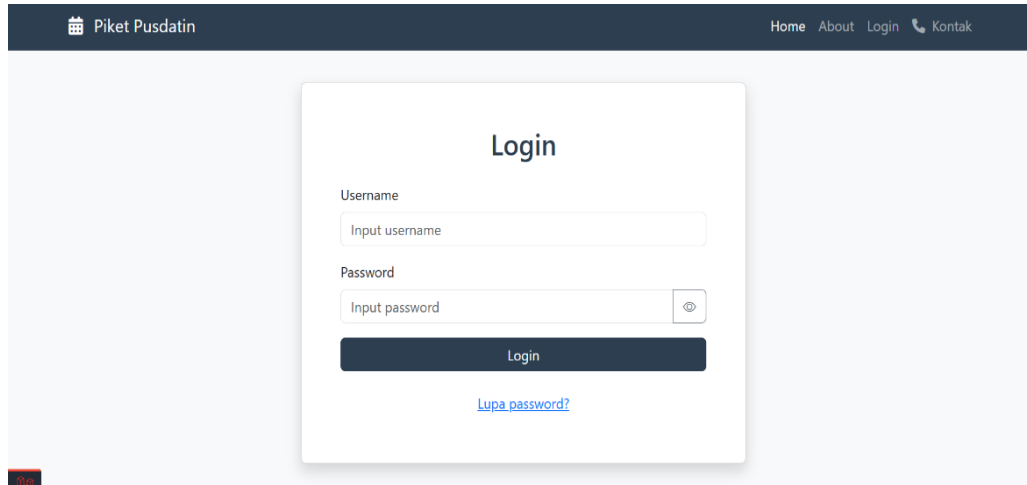 Piket Pusdatin
Home About Login Kontak
Login
Username
Input username
Password
Input password
Login
Lupa password?